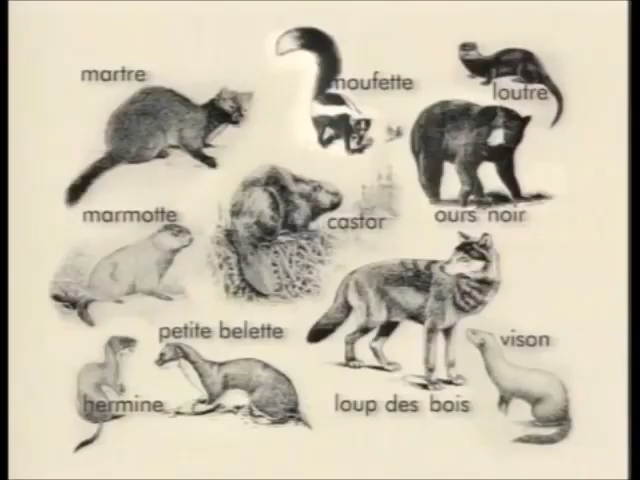 martre
moufette
loutre
marmotte
castor
ours noir
petite belette
vison
hermine
loup des bois